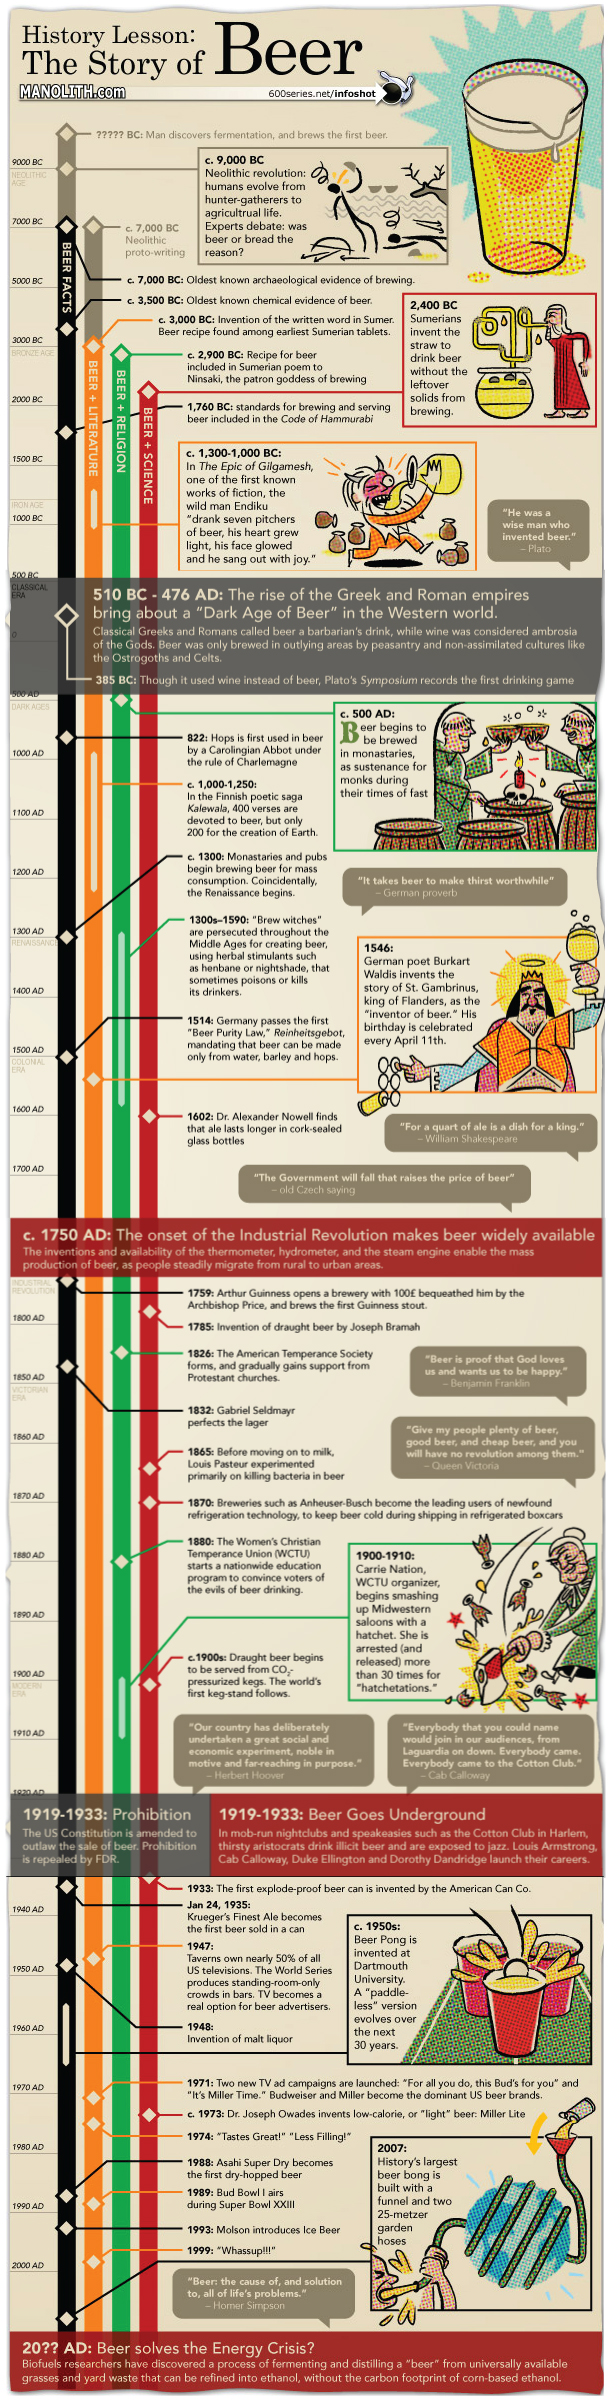 History Lesson:
The Story of Beer
MANOLITH.com
600series.net/infoshot
????? BC: Man discovers fermentation, and brews the first beer.
9000 BC
NEOLITHIC
AGE
c. 9,000 BC
Neolithic revolution:
humans evolve from
hunter-gatherers to
agricultrual life.
Experts debate: was
beer or bread the
reason?
7000 BC
c. 7,000 BC
Neolithic
proto-writing
BEER FACTS
c. 7,000 BC: Oldest known archaeological evidence of brewing.
5000 BC
c. 3,500 BC: Oldest known chemical evidence of beer.
2,400 BC
Sumerians
invent the
straw to
drink beer
without the
leftover
solids from
brewing.
c. 3,000 BC: Invention of the written word in Sumer.
Beer recipe found among earliest Sumerian tablets.
3000 BC
BRONZE AGE
c. 2,900 BC: Recipe for beer
included in Sumerian poem to
Ninsaki, the patron goddess of brewing
BEER + LITERATURE
BEER + RELIGION
BEER + SCIENCE
2000 BC
1,760 BC: standards for brewing and serving
beer included in the Code of Hammurabi
1500 BC
c. 1,300-1,000 BC:
In The Epic of Gilgamesh,
one of the first known
works of fiction, the
wild man Endiku
"drank seven pitchers
of beer, his heart grew
light, his face glowed
and he sang out with joy."
IRON AGE
1000 BC
"He was a
wise man who
invented beer."
– Plato
500 BC
CLASSICAL
ERA
510 BC - 476 AD: The rise of the Greek and Roman empires
bring about a "Dark Age of Beer" in the Western world.
Classical Greeks and Romans called beer a barbarian's drink, while wine was considered ambrosia
of the Gods. Beer was only brewed in outlying areas by peasantry and non-assimilated cultures like
the Ostrogoths and Celts.
0
385 BC: Though it used wine instead of beer, Plato's Symposium records the first drinking game
500 AD
DARK AGES
c. 500 AD:
Beer begins to
be brewed
in monastaries,
as sustenance for
monks during
their times of fast
822: Hops is first used in beer
by a Carolingian Abbot under
the rule of Charlemagne
1000 AD
c. 1,000-1,250:
In the Finnish poetic saga
Kalewala, 400 verses are
devoted to beer, but only
200 for the creation of Earth.
1100 AD
c. 1300: Monastaries and pubs
begin brewing beer for mass
consumption. Coincidentally,
the Renaissance begins.
1200 AD
"It takes beer to make thirst worthwhile"
– German proverb
1300 AD
RENAISSANCE
1300s–1590: "Brew witches"
are persecuted throughout the
Middle Ages for creating beer,
using herbal stimulants such
as henbane or nightshade, that
sometimes poisons or kills
its drinkers.
1546:
German poet Burkart
Waldis invents the
story of St. Gambrinus,
king of Flanders, as the
"inventor of beer." His
birthday is celebrated
every April 11th.
1400 AD
1514: Germany passes the first
"Beer Purity Law," Reinheitsgebot,
mandating that beer can be made
only from water, barley and hops.
1500 AD
COLONIAL
ERA
1600 AD
1602: Dr. Alexander Nowell finds
that ale lasts longer in cork-sealed
glass bottles
"For a quart of ale is a dish for a king."
– William Shakespeare
1700 AD
"The Government will fall that raises the price of beer"
– old Czech saying
c. 1750 AD: The onset of the Industrial Revolution makes beer widely available
The inventions and availability of the thermometer, hydrometer, and the steam engine enable the mass
production of beer, as people steadily migrate from rural to urban areas.
INDUSTRIAL
REVOLUTION
1759: Arthur Guinness opens a brewery with 100£ bequeathed him by the
Archbishop Price, and brews the first Guinness stout.
1800 AD
1785: Invention of draught beer by Joseph Bramah
1826: The American Temperance Society
forms, and gradually gains support from
Protestant churches.
"Beer is proof that God loves
us and wants us to be happy."
– Benjamin Franklin
1850 AD
VICTORIAN
ERA
1832: Gabriel Seldmayr
perfects the lager
"Give my people plenty of beer,
good beer, and cheap beer, and you
will have no revolution among them."
– Queen Victoria
1860 AD
1865: Before moving on to milk,
Louis Pasteur experimented
primarily on killing bacteria in beer
1870 AD
1870: Breweries such as Anheuser-Busch become the leading users of newfound
refrigeration technology, to keep beer cold during shipping in refrigerated boxcars
1880: The Women's Christian
Temperance Union (WCTU)
starts a nationwide education
program to convince voters of
the evils of beer drinking.
1880 AD
1900-1910:
Carrie Nation,
WCTU organizer,
begins smashing
up Midwestern
saloons with a
hatchet. She is
arrested (and
released) more
than 30 times for
"hatchetations."
1890 AD
c.1900s: Draught beer begins
to be served from CO2-
pressurized kegs. The world's
first keg-stand follows.
1900 AD
MODERN
ERA
1910 AD
"Our country has deliberately
undertaken a great social and
economic experiment, noble in
motive and far-reaching in purpose."
– Herbert Hoover
"Everybody that you could name
would join in our audiences, from
Laguardia on down. Everybody came.
Everybody came to the Cotton Club."
– Cab Calloway
1920 AD
1919-1933: Prohibition
The US Constitution is amended to
outlaw the sale of beer. Prohibition
is repealed by FDR.
1919-1933: Beer Goes Underground
In mob-run nightclubs and speakeasies such as the Cotton Club in Harlem,
thirsty aristocrats drink illicit beer and are exposed to jazz. Louis Armstrong,
Cab Calloway, Duke Ellington and Dorothy Dandridge launch their careers.
1933: The first explode-proof beer can is invented by the American Can Co.
1940 AD
Jan 24, 1935:
Krueger's Finest Ale becomes
the first beer sold in a can
c. 1950s:
Beer Pong is
invented at
Dartmouth
University.
A "paddle-
less" version
evolves over
the next
30 years.
1947:
Taverns own nearly 50% of all
US televisions. The World Series
produces standing-room-only
crowds in bars. TV becomes a
real option for beer advertisers.
1950 AD
1948:
Invention of malt liquor
1960 AD
1971: Two new TV ad campaigns are launched: "For all you do, this Bud's for you" and
"It's Miller Time." Budweiser and Miller become the dominant US beer brands.
1970 AD
c. 1973: Dr. Joseph Owades invents low-calorie, or "light" beer: Miller Lite
1974: "Tastes Great!" "Less Filling!"
1980 AD
1988: Asahi Super Dry becomes
the first dry-hopped beer
2007:
History's largest
beer bong is
built with a
funnel and two
25-metzer
garden
hoses
1989: Bud Bowl I airs
during Super Bowl XXIII
1990 AD
1993: Molson introduces Ice Beer
1999: "Whassup!!!"
2000 AD
"Beer: the cause of, and solution
to, all of life's problems."
– Homer Simpson
20?? AD: Beer solves the Energy Crisis?
Biofuels researchers have discovered a process of fermenting and distilling a "beer" from universally available
grasses and yard waste that can be refined into ethanol, without the carbon footprint of corn-based ethanol.